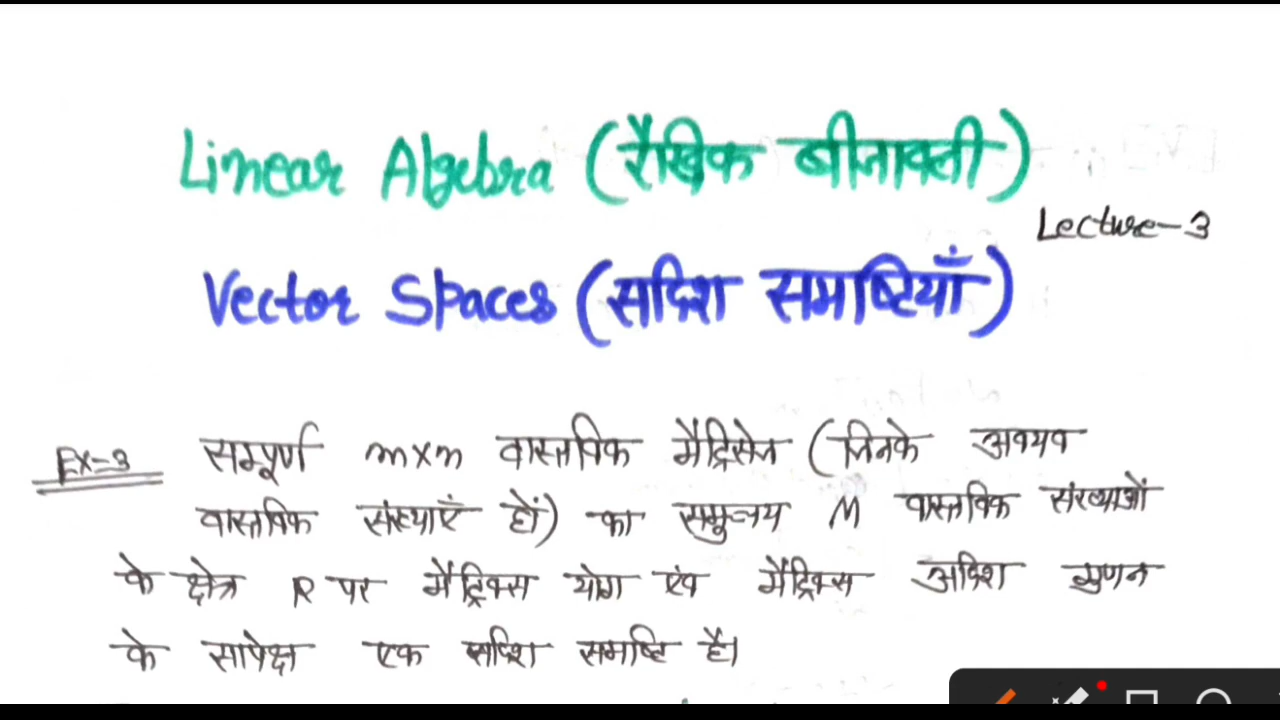 Linear Algebra (रैखिक बीजावली)
Lecture-3
Vector Spaces (सदिश समष्टियाँ)
Ex-3 सम्पूर्ण m×n वास्तविक मैट्रिसेज (जिनके अवयव
वास्तविक संख्याएँ हों) का समुच्चय M वास्तविक संख्याओं
के क्षेत्र R पर मैट्रिक्स योग एवं मैट्रिक्स अदिश गुणन
के सापेक्ष एक सदिश समष्टि है।